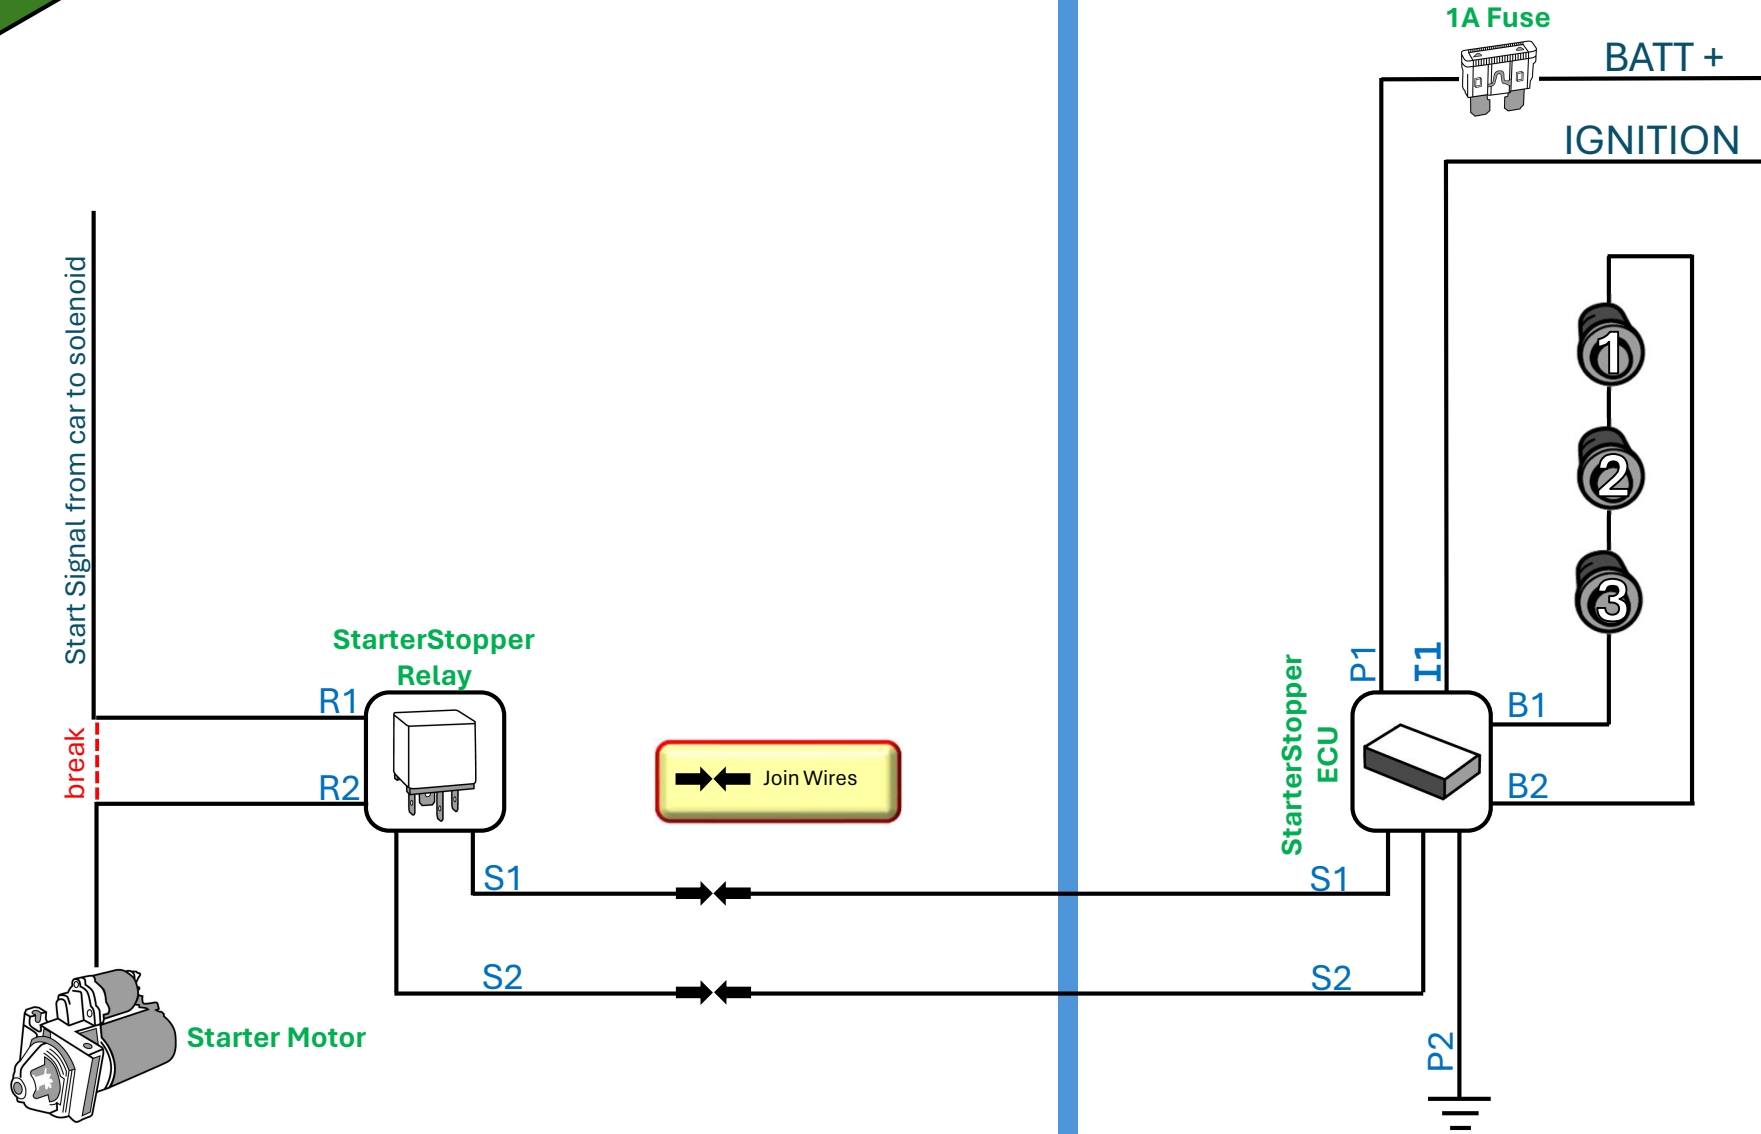 1A Fuse
BATT +
IGNITION
Start Signal from car to solenoid
1
2
3
StarterStopper
Relay
P1
I1
StarterStopper
ECU
R1
B1
break
R2
Join Wires
B2
S1
S1
S2
S2
Starter Motor
P2